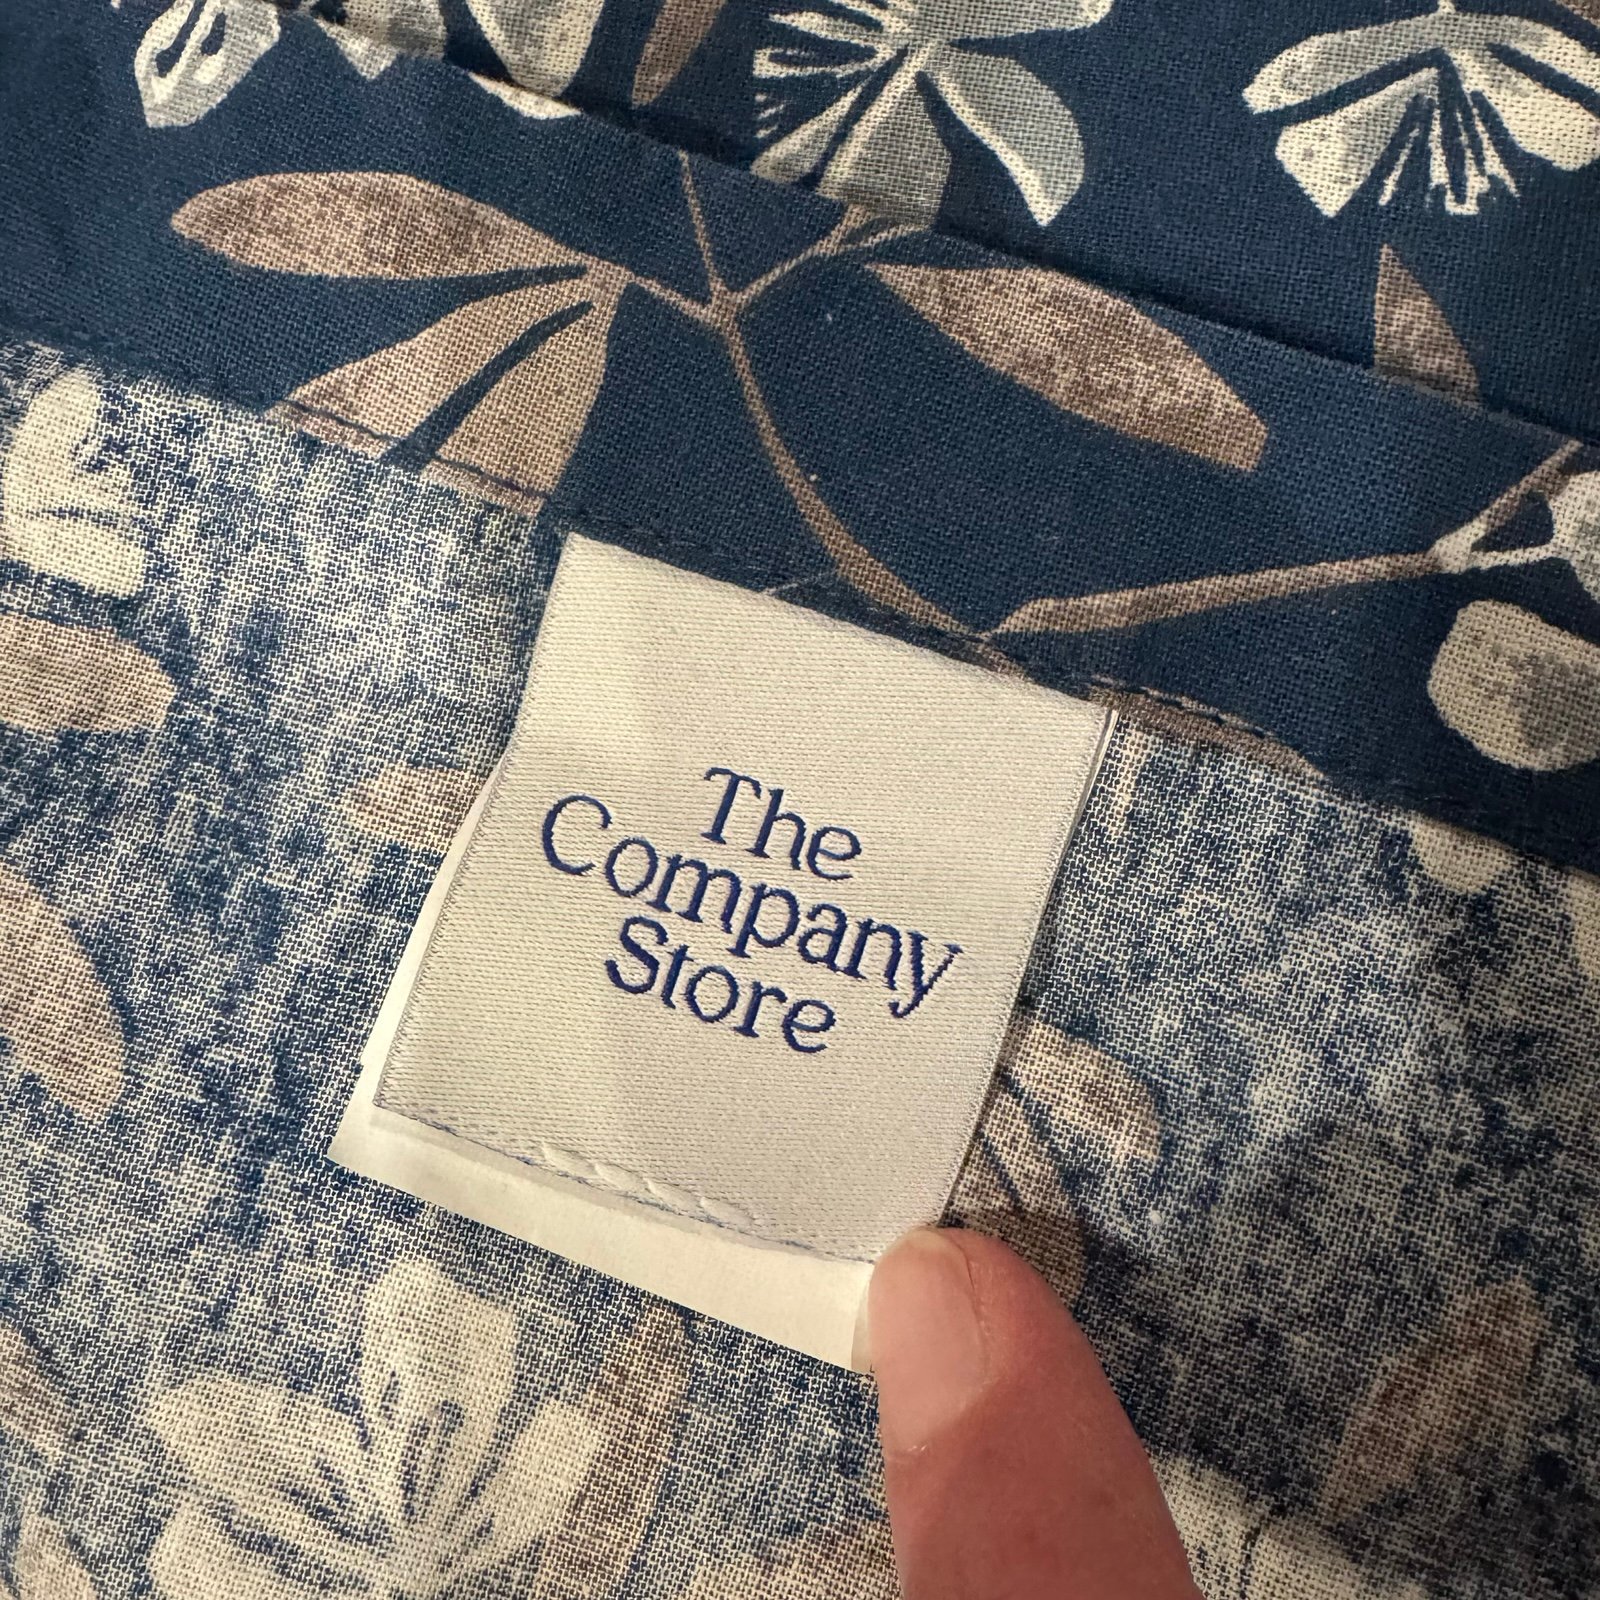 The
Company
Store